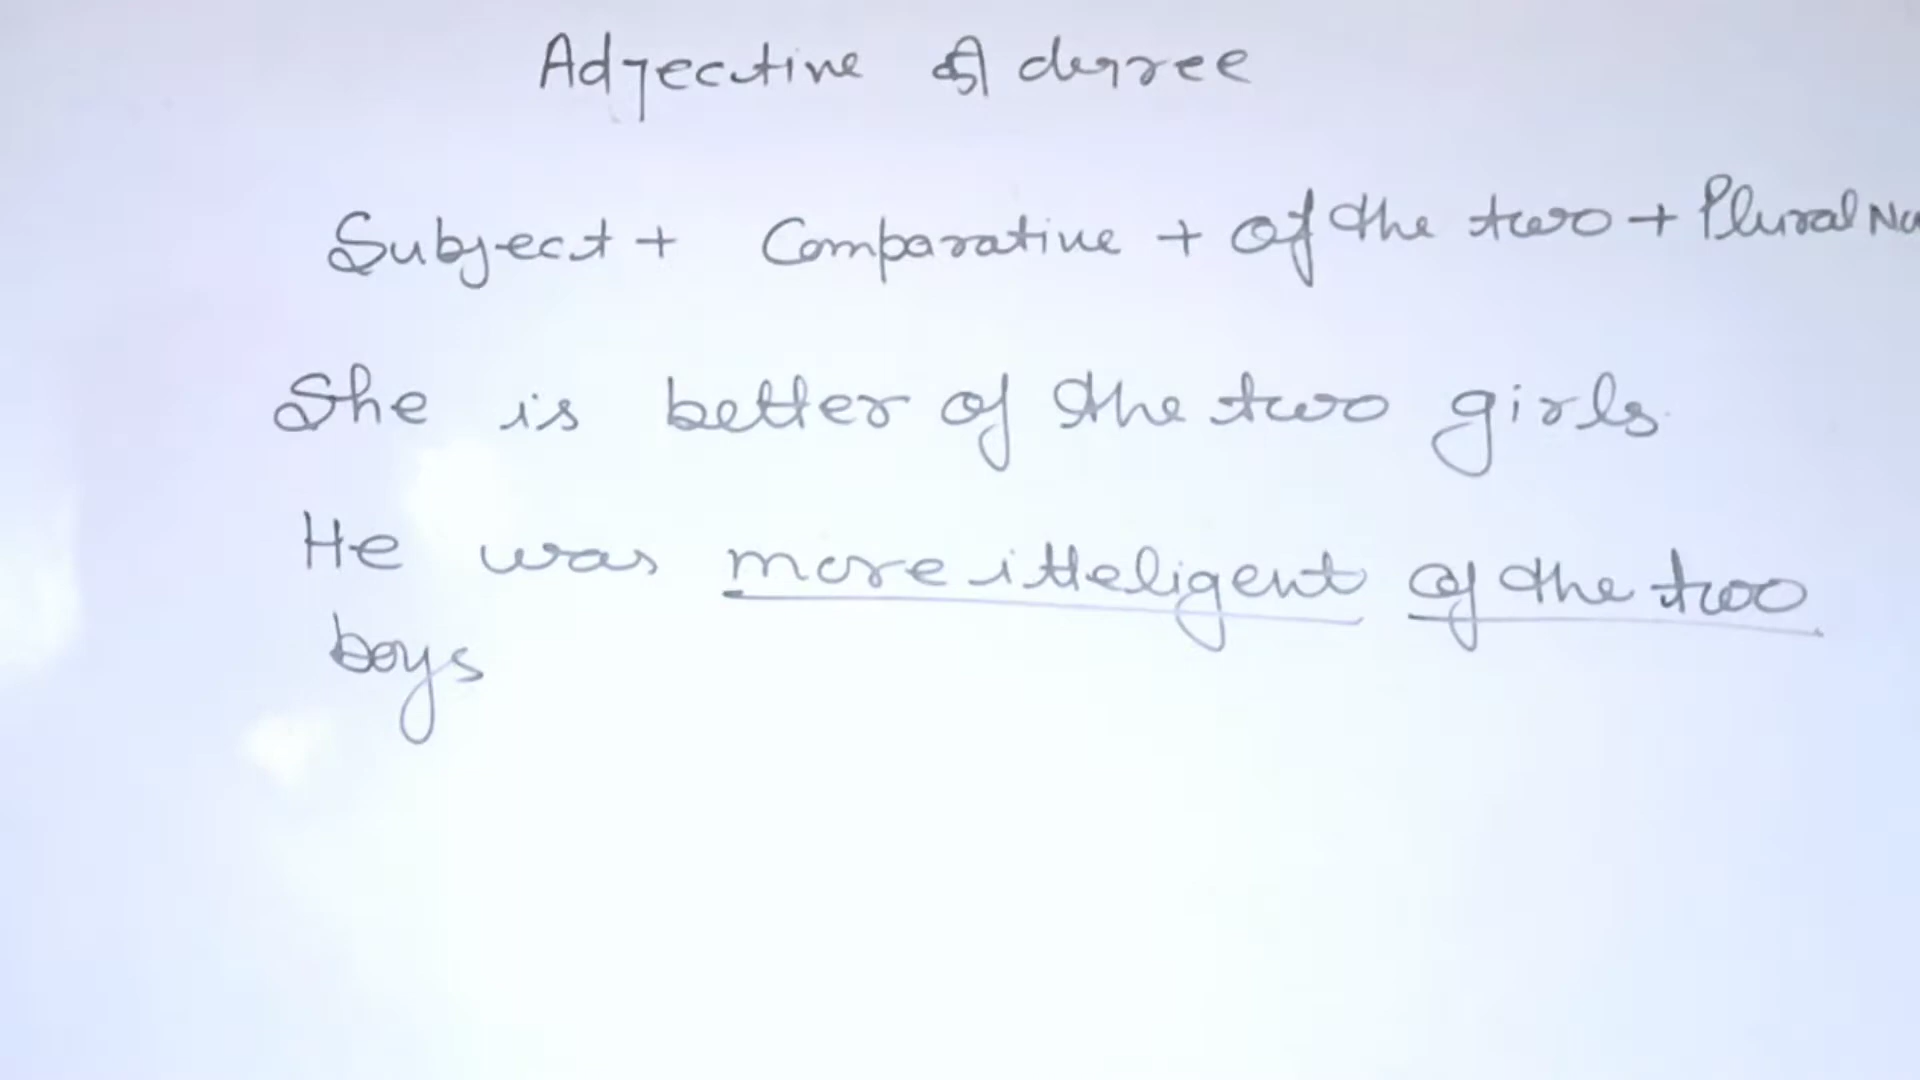 Adjective की degree
Subject + Comparative + of the two + Plural
She is better of the two girls.
He was more itteligent of the two
boys